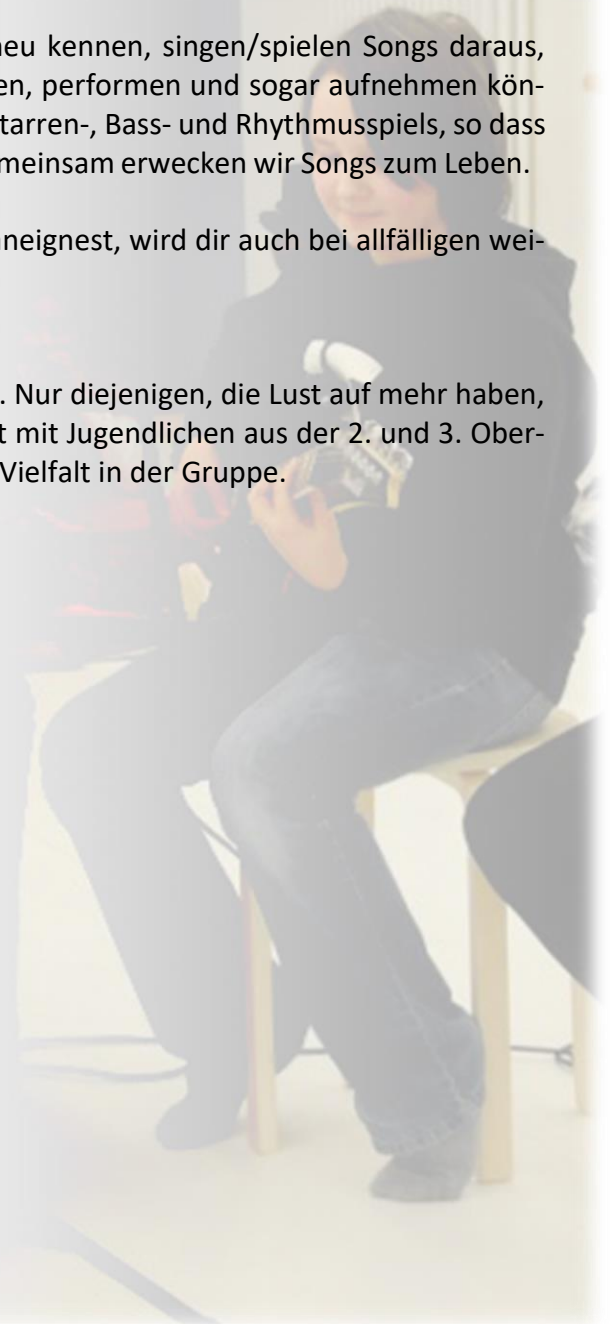 neu kennen, singen/spielen Songs daraus,
en, performen und sogar aufnehmen kön-
tarren-, Bass- und Rhythmusspiels, so dass
meinsam erwecken wir Songs zum Leben.
neignest, wird dir auch bei allfälligen wei-
. Nur diejenigen, die Lust auf mehr haben,
t mit Jugendlichen aus der 2. und 3. Ober-
Vielfalt in der Gruppe.